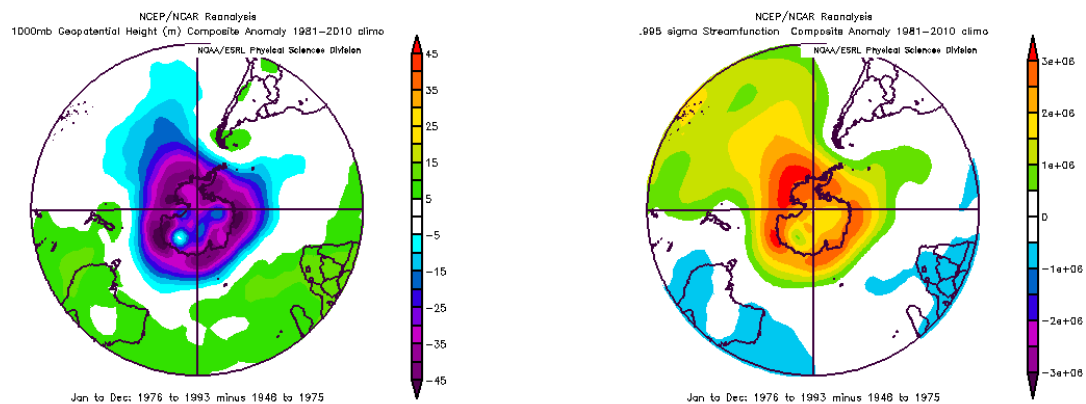 NCEP/NCAR Reanalysis
1000mb Geopotential Height (m) Composite Anomaly 1981-2010 climo
NOAA/ESRL Physical Sciences Division
45
35
25
15
5
-5
-15
-25
-35
-45
Jan to Dec: 1976 to 1993 minus 1948 to 1975
NCEP/NCAR Reanalysis
.995 sigma Streamfunction Composite Anomaly 1981-2010 climo
NOAA/ESRL Physical Sciences Division
3e+06
2e+06
1e+06
0
-1e+06
-2e+06
-3e+06
Jan to Dec: 1976 to 1993 minus 1948 to 1975